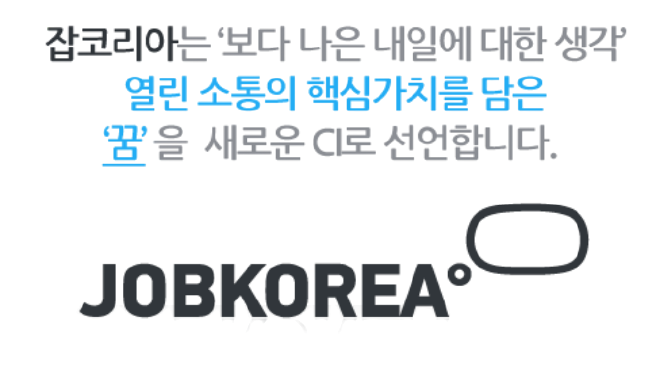 잡코리아는 ‘보다 나은 내일에 대한 생각’
열린 소통의 핵심가치를 담은
‘꿈’을 새로운 CI로 선언합니다.
JOBKOREA